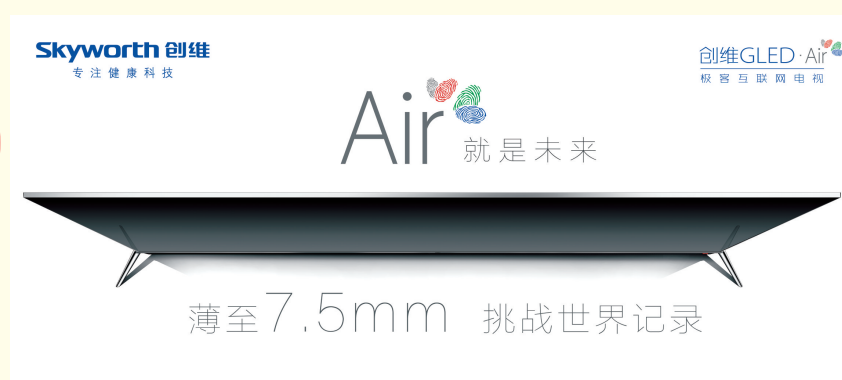 Skyworth 创维
专注健康科技
创维GLED·Air
极客互联网电视
Air 就是未来
薄至7.5mm 挑战世界记录